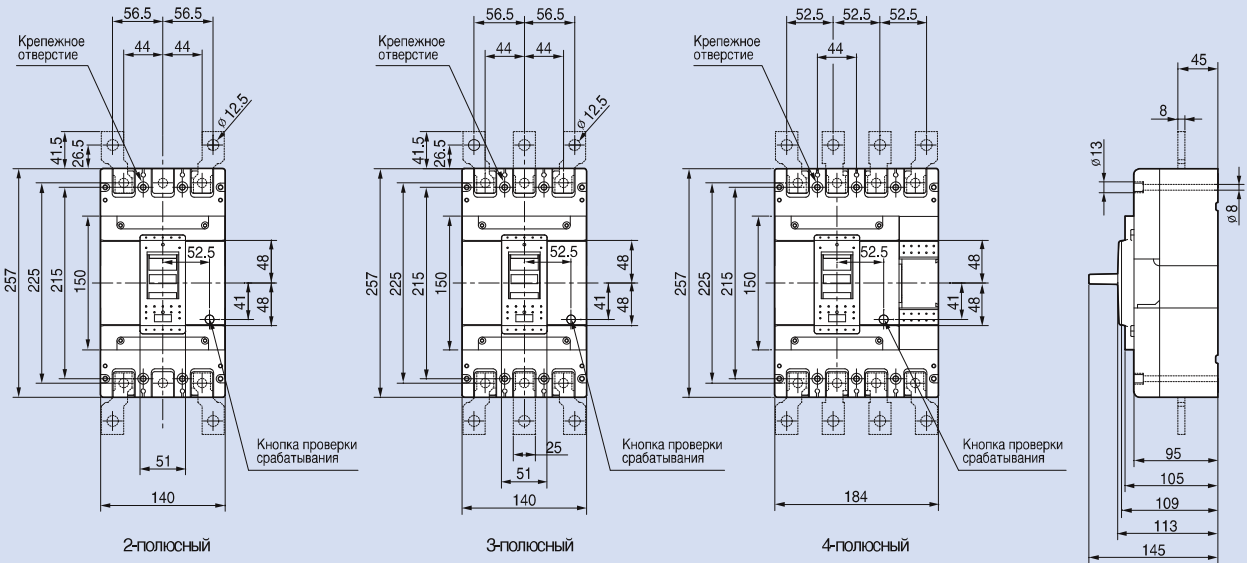 56.5 56.5
44 44
Крепежное
отверстие
ø 12.5
41.5
26.5
257
225
215
150
52.5
48
41
48
Кнопка проверки
срабатывания
51
140
2-полюсный
56.5 56.5
44 44
Крепежное
отверстие
ø 12.5
41.5
26.5
257
225
215
150
52.5
48
41
48
Кнопка проверки
срабатывания
25
51
140
3-полюсный
52.5 52.5 52.5
44
Крепежное
отверстие
257
225
215
150
52.5
48
41
48
Кнопка проверки
срабатывания
184
4-полюсный
45
8
ø13
ø8
95
105
109
113
145